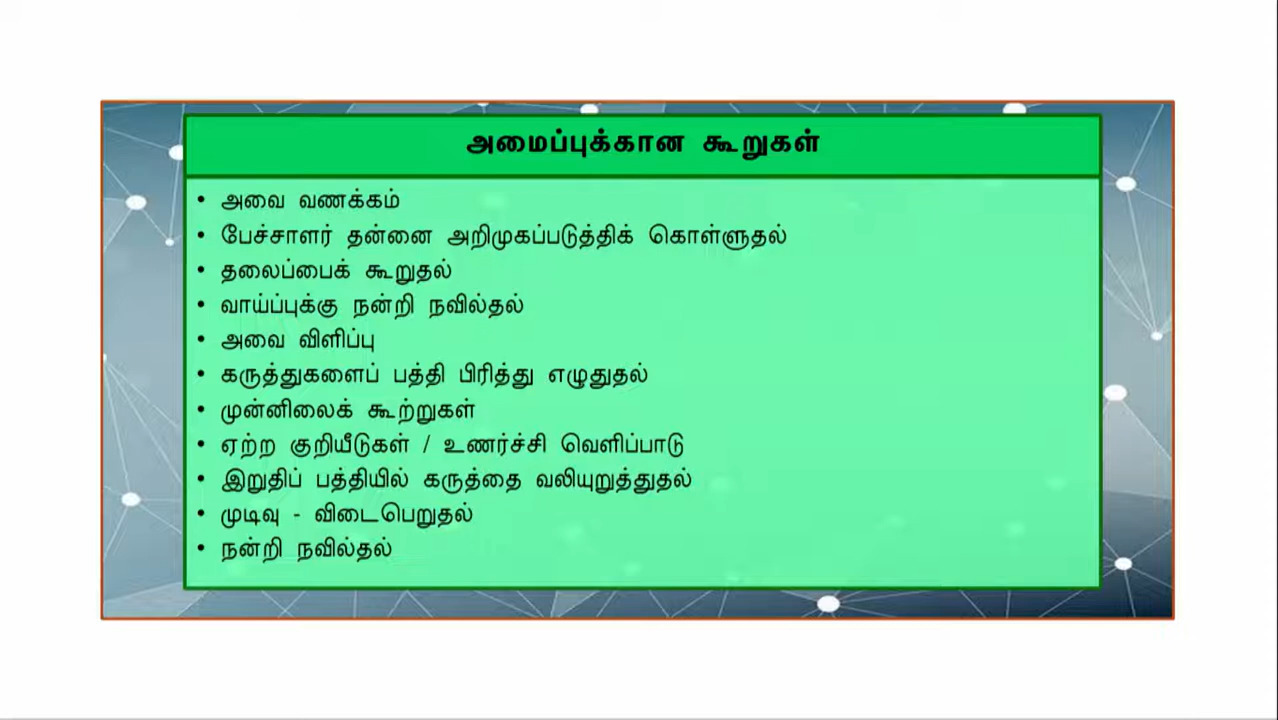 அமைப்புக்கான கூறுகள்
• அவை வணக்கம்
• பேச்சாளர் தன்னை அறிமுகப்படுத்திக் கொள்ளுதல்
• தலைப்பைக் கூறுதல்
• வாய்ப்புக்கு நன்றி நவில்தல்
• அவை விளிப்பு
• கருத்துகளைப் பத்தி பிரித்து எழுதுதல்
• முன்னிலைக் கூற்றுகள்
• ஏற்ற குறியீடுகள் / உணர்ச்சி வெளிப்பாடு
• இறுதிப் பத்தியில் கருத்தை வலியுறுத்துதல்
• முடிவு - விடைபெறுதல்
• நன்றி நவில்தல்